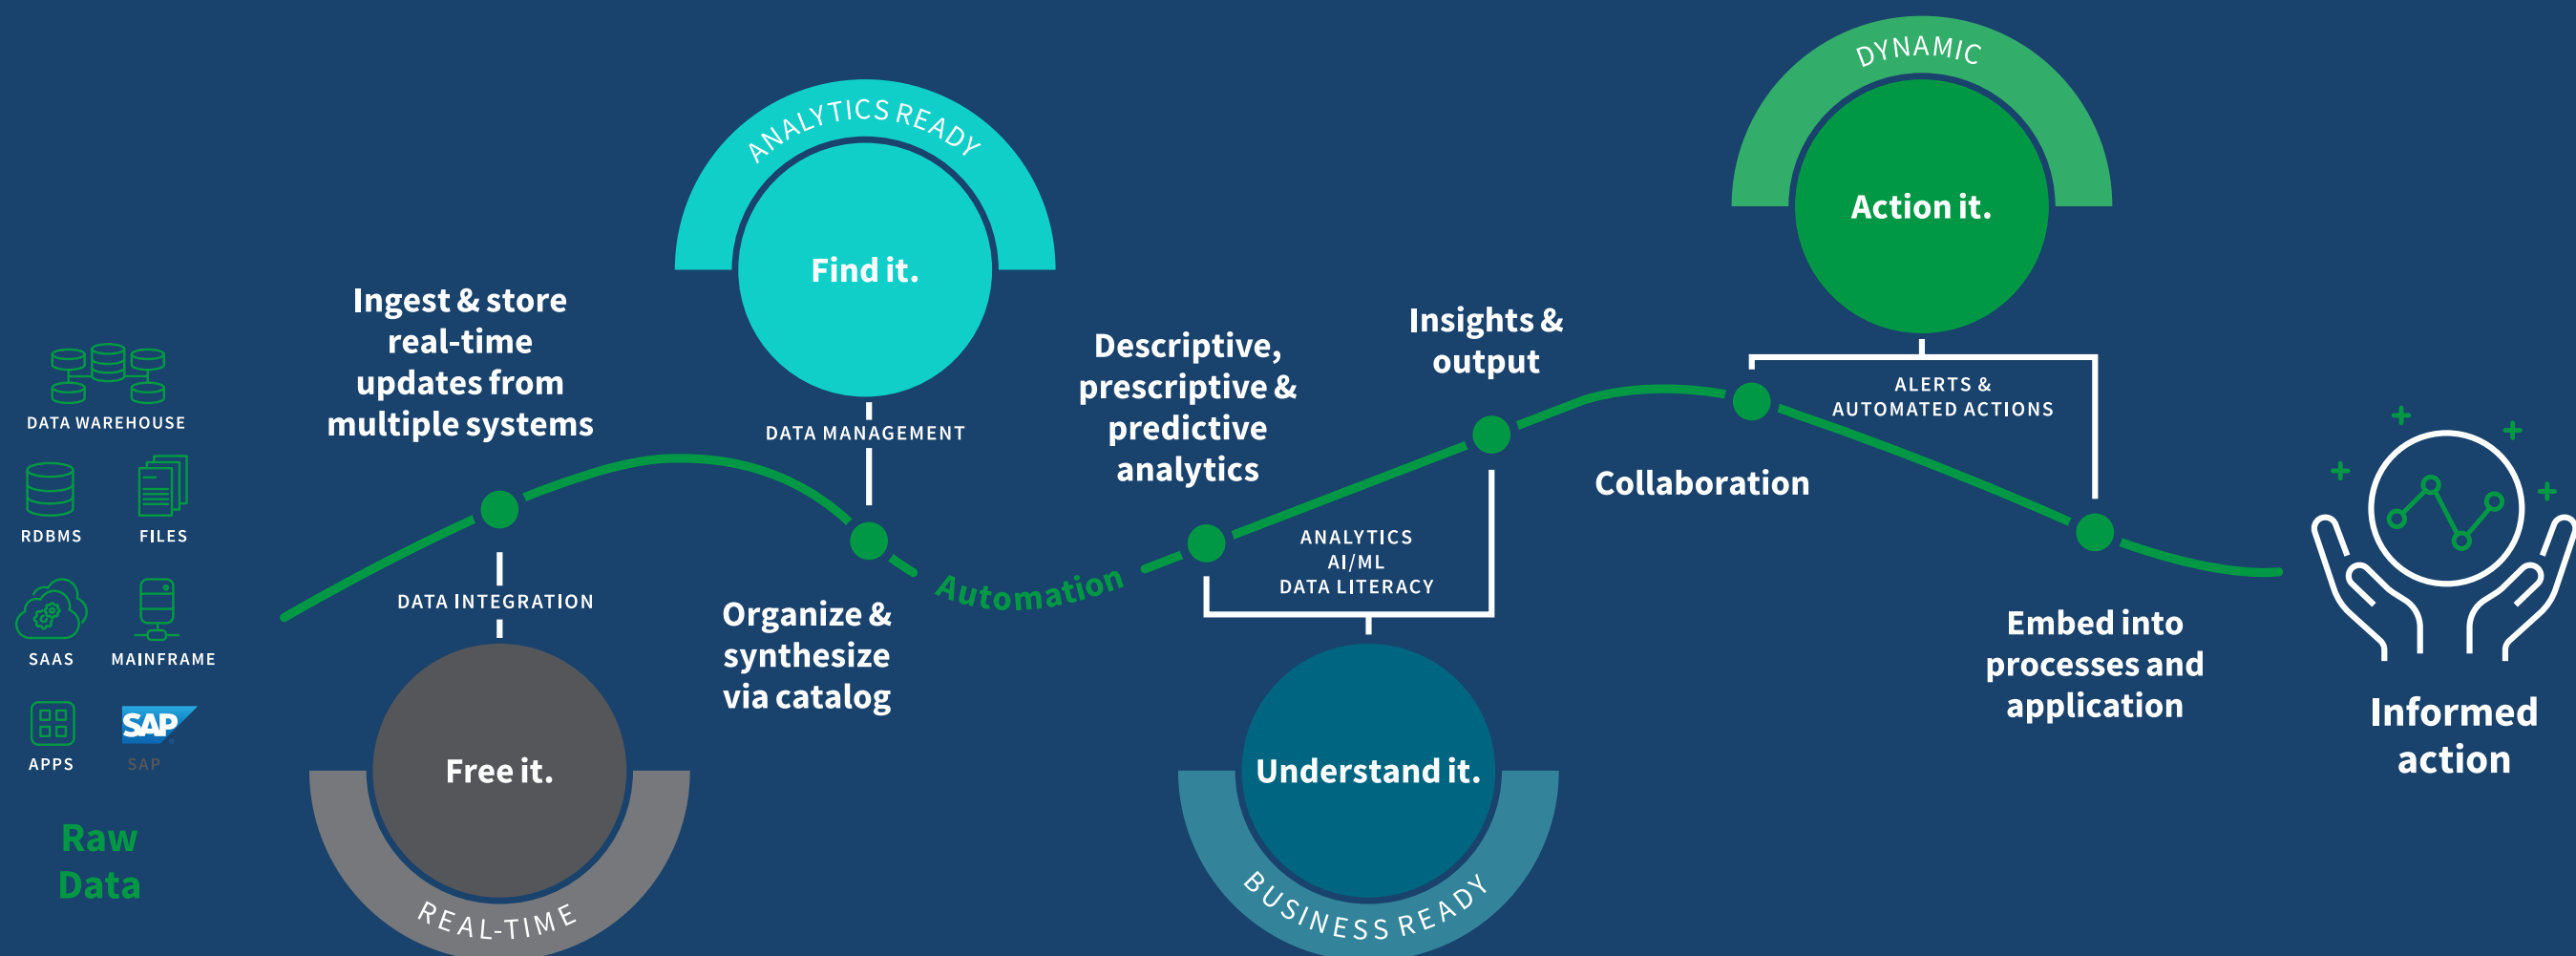 DATA WAREHOUSE
RDBMS
FILES
SAAS
MAINFRAME
APPS
SAP
SAP
Raw
Data
Ingest & store
real-time
updates from
multiple systems
DATA INTEGRATION
Free it.
REAL-TIME
ANALYTICS READY
Find it.
DATA MANAGEMENT
Organize &
synthesize
via catalog
Automation
Descriptive,
prescriptive &
predictive
analytics
ANALYTICS
AI/ML
DATA LITERACY
Understand it.
BUSINESS READY
Insights &
output
Collaboration
DYNAMIC
Action it.
ALERTS &
AUTOMATED ACTIONS
Embed into
processes and
application
Informed
action